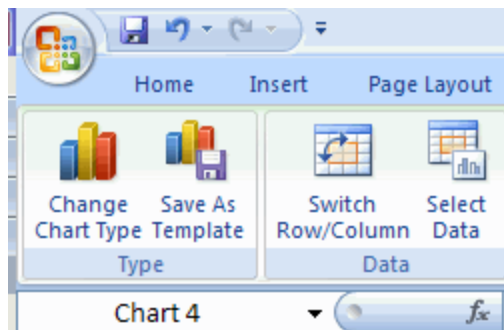 Home Insert Page Layout
Change Chart Type
Save As Template
Switch Row/Column
Select Data
Type Data
Chart 4 fx